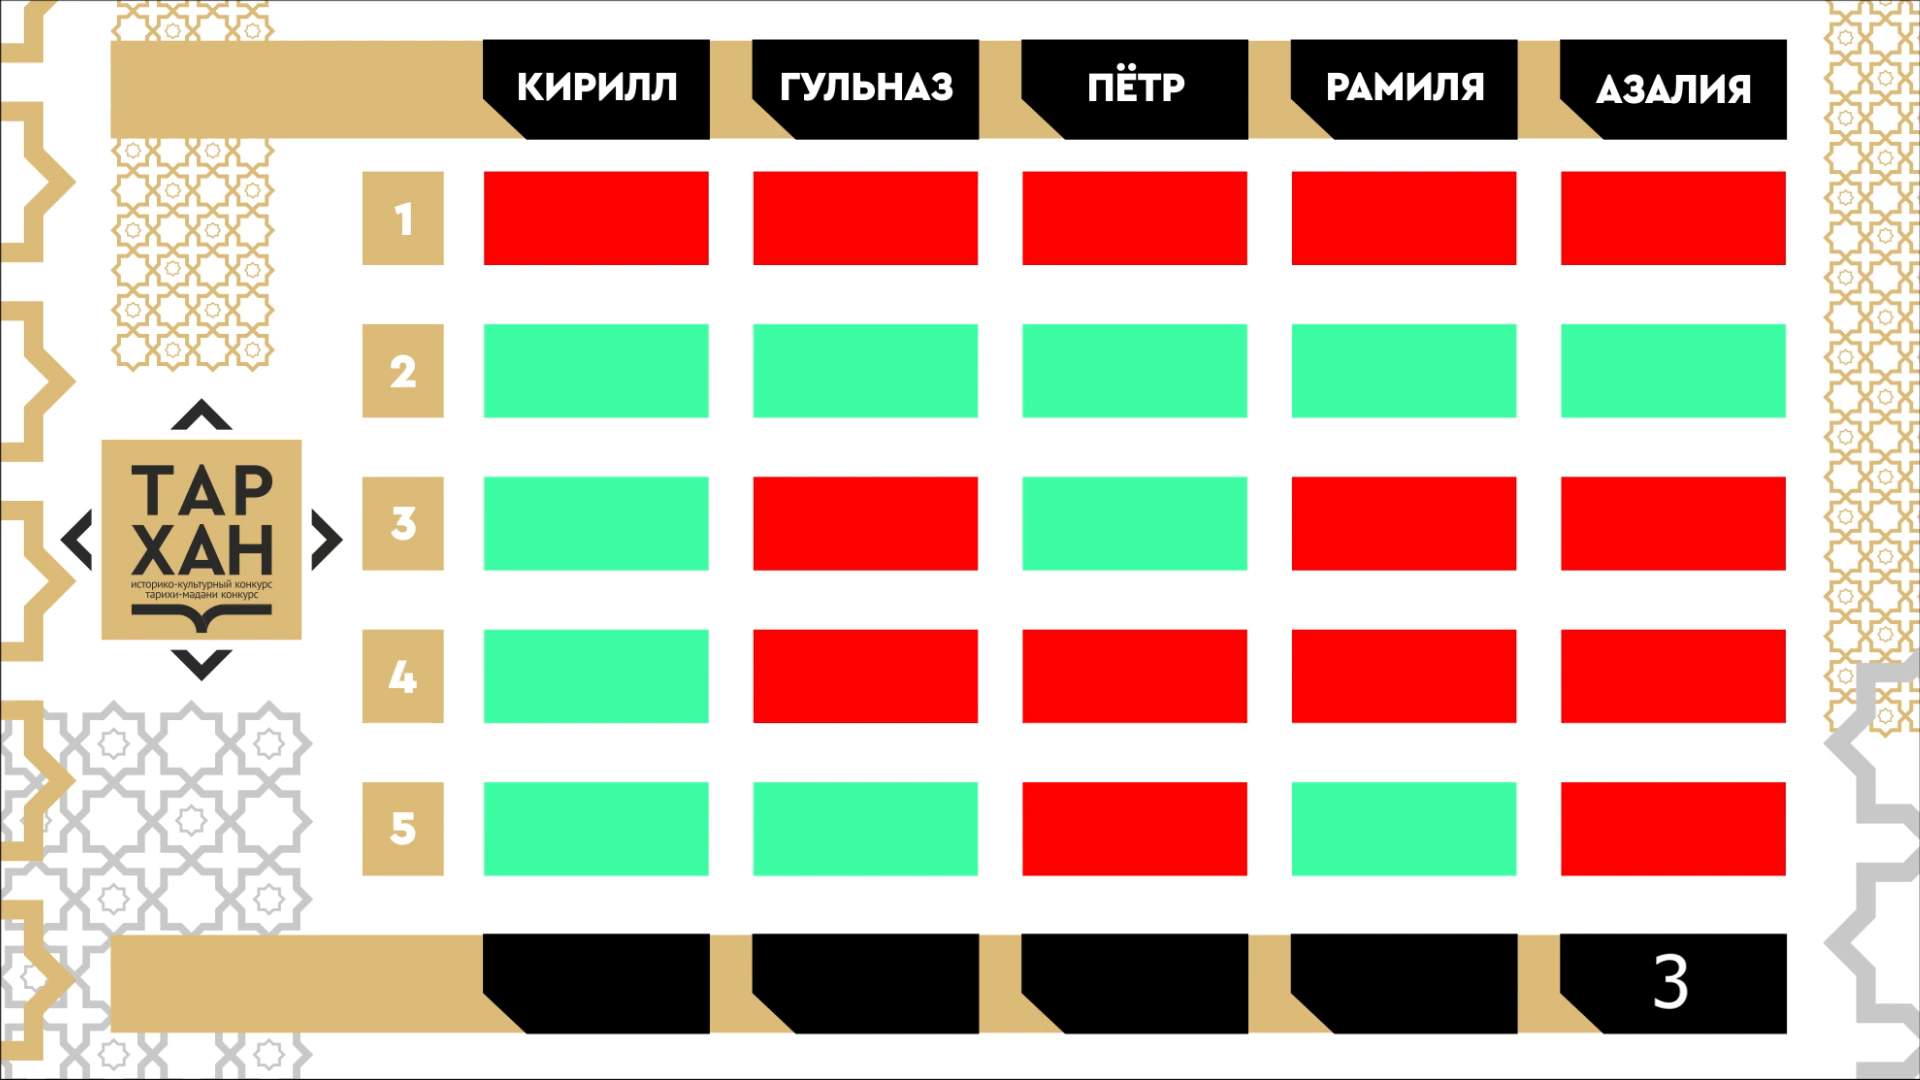 КИРИЛЛ ГУЛЬНАЗ ПЁТР РАМИЛЯ АЗАЛИЯ
1
2
ТАР
ХАН
историко-культурный конкурс
тарихи-мәдәни конкурс
3
4
5
3